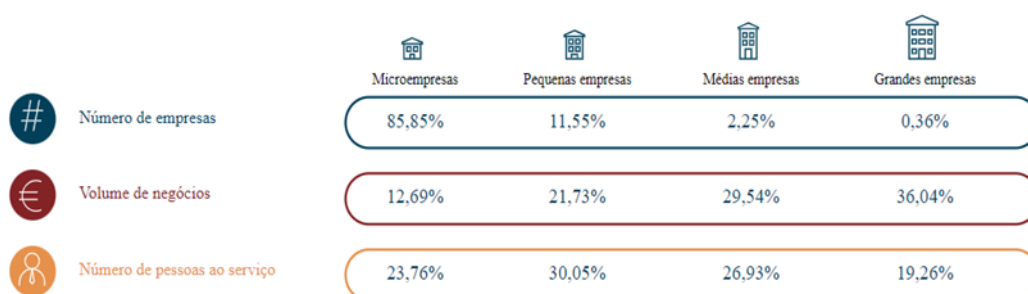 Microempresas Pequenas empresas Médias empresas Grandes empresas
# Número de empresas 85,85% 11,55% 2,25% 0,36%
€ Volume de negócios 12,69% 21,73% 29,54% 36,04%
Número de pessoas ao serviço 23,76% 30,05% 26,93% 19,26%